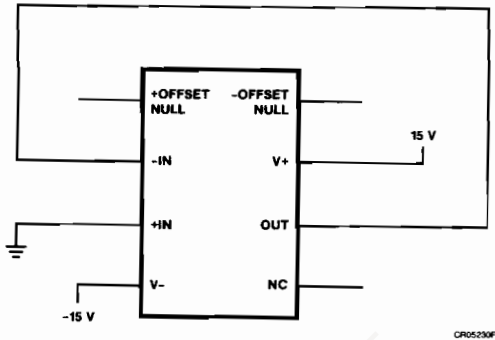 +OFFSET
NULL
-OFFSET
NULL
15 V
-IN
V+
+IN
OUT
V-
NC
-15 V
CR05230F